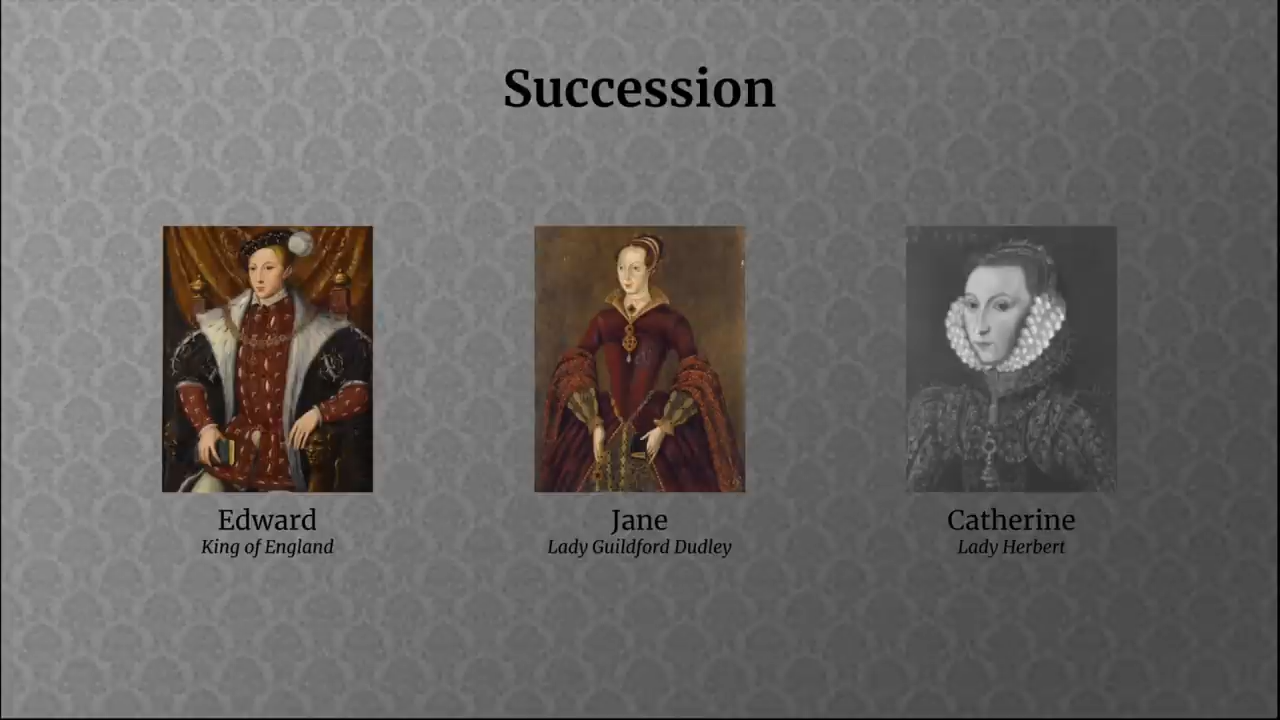 Succession
Edward
King of England
Jane
Lady Guildford Dudley
Catherine
Lady Herbert